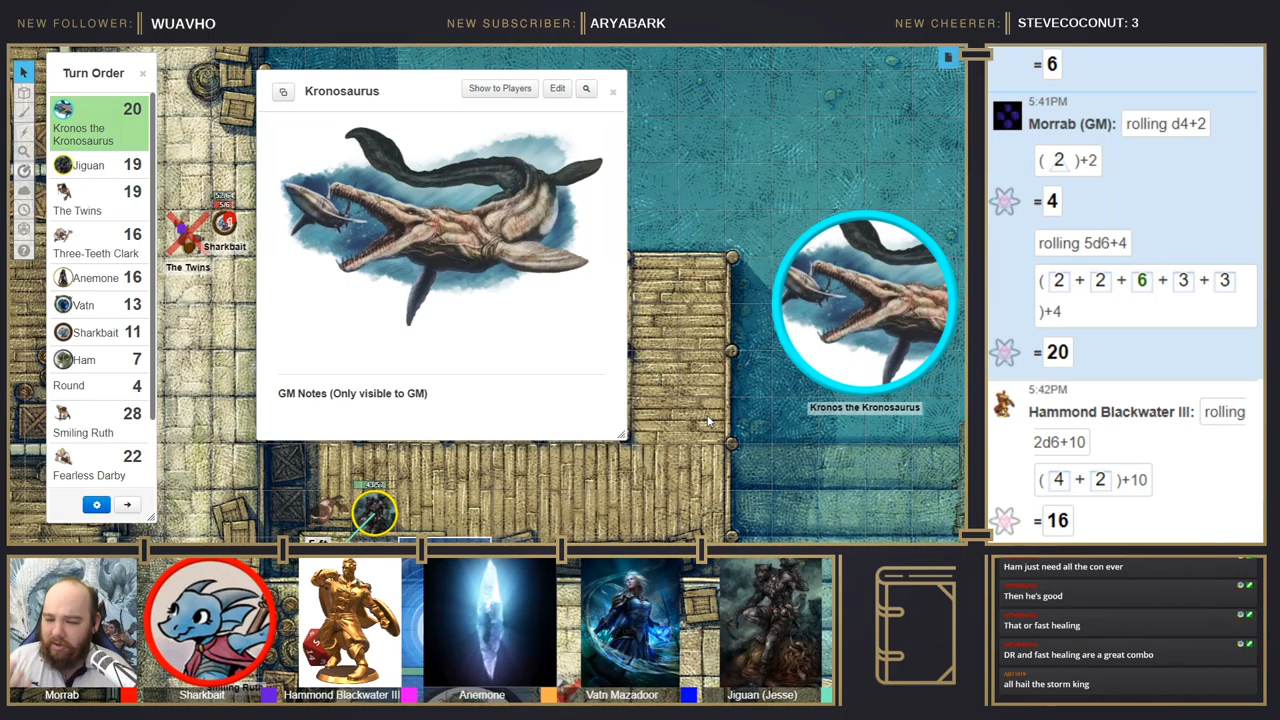 NEW FOLLOWER: WUAVHO
NEW SUBSCRIBER: ARYABARK
NEW CHEERER: STEVECOCONUT: 3
Turn Order ×
20
Kronos the
Kronosaurus
Jiguan 19
19
The Twins
16
Three-Teeth Clark
Anemone 16
Vatn 13
Sharkbait 11
Ham 7
Round 4
28
Smiling Ruth
22
Fearless Darby
Sharkbait
The Twins
Kronosaurus
Show to Players Edit ×
GM Notes (Only visible to GM)
Kronos the Kronosaurus
= 6
5:41PM
Morrab (GM): rolling d4+2
( 2 )+2
= 4
rolling 5d6+4
( 2 + 2 + 6 + 3 + 3
)+4
= 20
5:42PM
Hammond Blackwater III: rolling
2d6+10
( 4 + 2 )+10
= 16
Ham just need all the con ever
Then he's good
That or fast healing
DR and fast healing are a great combo
all hail the storm king
Smiling Ruth
Morrab
Sharkbait
Hammond Blackwater III
Anemone
Vatn Mazadoor
Jiguan (Jesse)